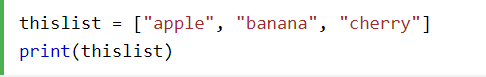 thislist = ["apple", "banana", "cherry"]
print(thislist)